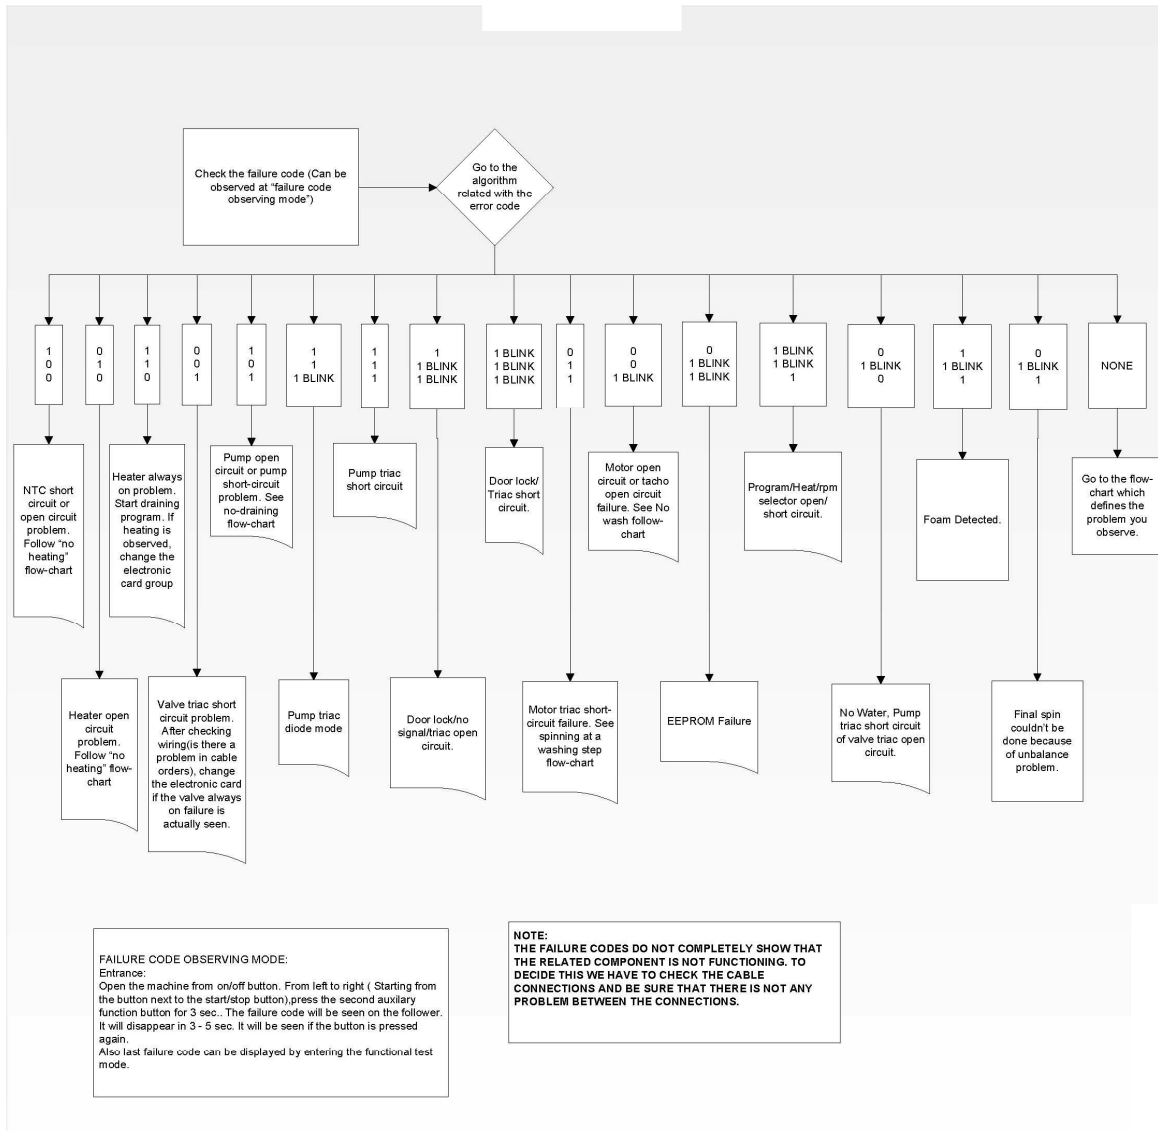 Check the failure code (Can be
observed at “failure code
observing mode”)
Go to the
algorithm
related with the
error code
1
0
0
0
1
0
1
1
0
0
0
1
1
0
1
1
1
1 BLINK
1
1
1
1
1 BLINK
1 BLINK
1 BLINK
1 BLINK
1 BLINK
0
1
1
0
0
1 BLINK
0
1 BLINK
1 BLINK
1 BLINK
1 BLINK
1
0
1 BLINK
0
1
1 BLINK
1
0
1 BLINK
1
NONE
NTC short
circuit or
open circuit
problem.
Follow “no
heating”
flow-chart
Heater always
on problem.
Start draining
program. If
heating is
observed,
change the
electronic
card group
Pump open
circuit or pump
short-circuit
problem. See
no-draining
flow-chart
Pump triac
short circuit
Door lock/
Triac short
circuit.
Motor open
circuit or tacho
open circuit
failure. See No
wash follow-
chart
Program/Heat/rpm
selector open/
short circuit.
Foam Detected.
Go to the flow-
chart which
defines the
problem you
observe.
Heater open
circuit
problem.
Follow “no
heating” flow-
chart
Valve triac short
circuit problem.
After checking
wiring(is there a
problem in cable
orders), change
the electronic card
if the valve always
on failure is
actually seen.
Pump triac
diode mode
Door lock/no
signal/triac open
circuit.
Motor triac short-
circuit failure. See
spinning at a
washing step
flow-chart
EEPROM Failure
No Water, Pump
triac short circuit
of valve triac open
circuit.
Final spin
couldn’t be
done because
of unbalance
problem.
FAILURE CODE OBSERVING MODE:
Entrance:
Open the machine from on/off button. From left to right ( Starting from
the button next to the start/stop button),press the second auxilary
function button for 3 sec.. The failure code will be seen on the follower.
It will disappear in 3 - 5 sec. It will be seen if the button is pressed
again.
Also last failure code can be displayed by entering the functional test
mode.
NOTE:
THE FAILURE CODES DO NOT COMPLETELY SHOW THAT
THE RELATED COMPONENT IS NOT FUNCTIONING. TO
DECIDE THIS WE HAVE TO CHECK THE CABLE
CONNECTIONS AND BE SURE THAT THERE IS NOT ANY
PROBLEM BETWEEN THE CONNECTIONS.